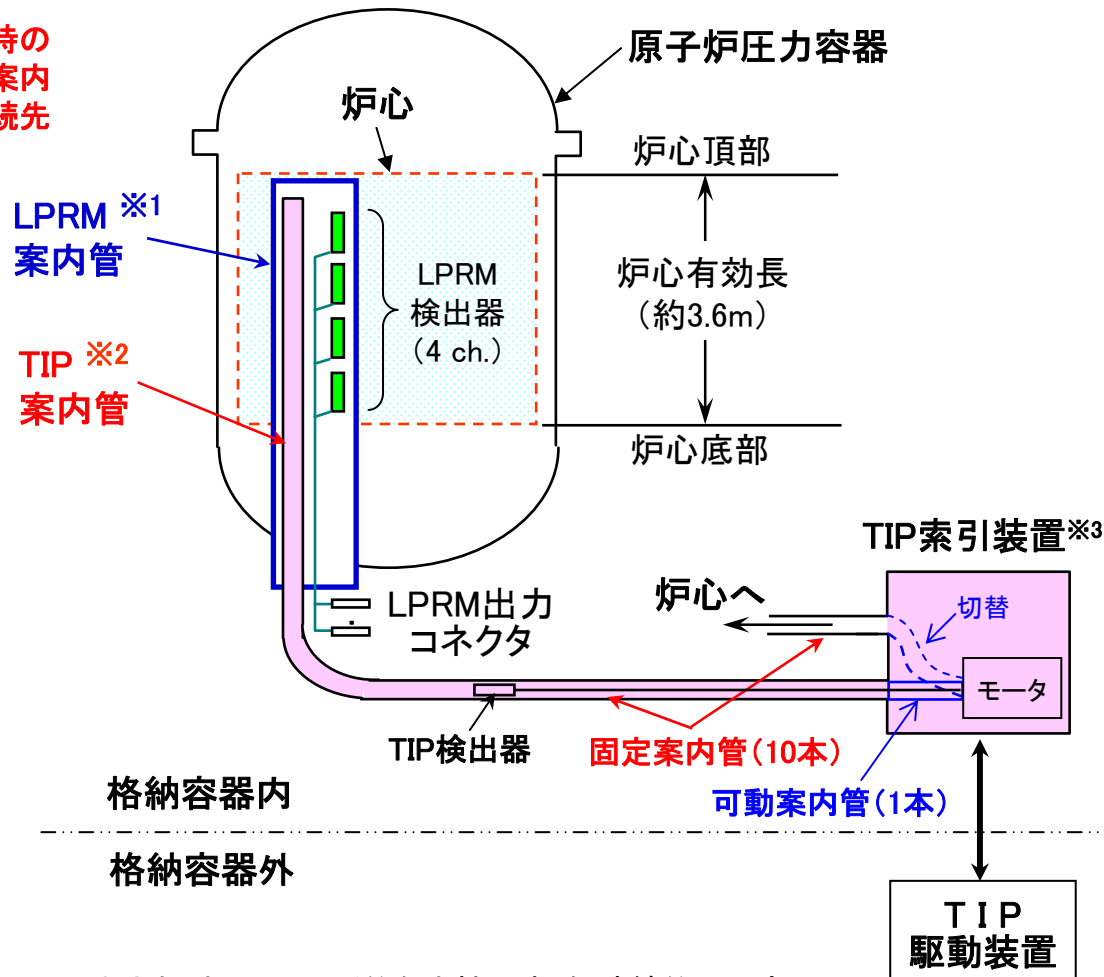 時の
案内
続先
原子炉圧力容器
炉心
炉心頂部
LPRM ※1
案内管
LPRM
検出器
(4 ch.)
炉心有効長
(約3.6m)
TIP ※2
案内管
炉心底部
TIP索引装置※3
炉心へ
切替
LPRM出力
コネクタ
モータ
TIP検出器
固定案内管(10本)
可動案内管(1本)
格納容器内
格納容器外
TIP
駆動装置